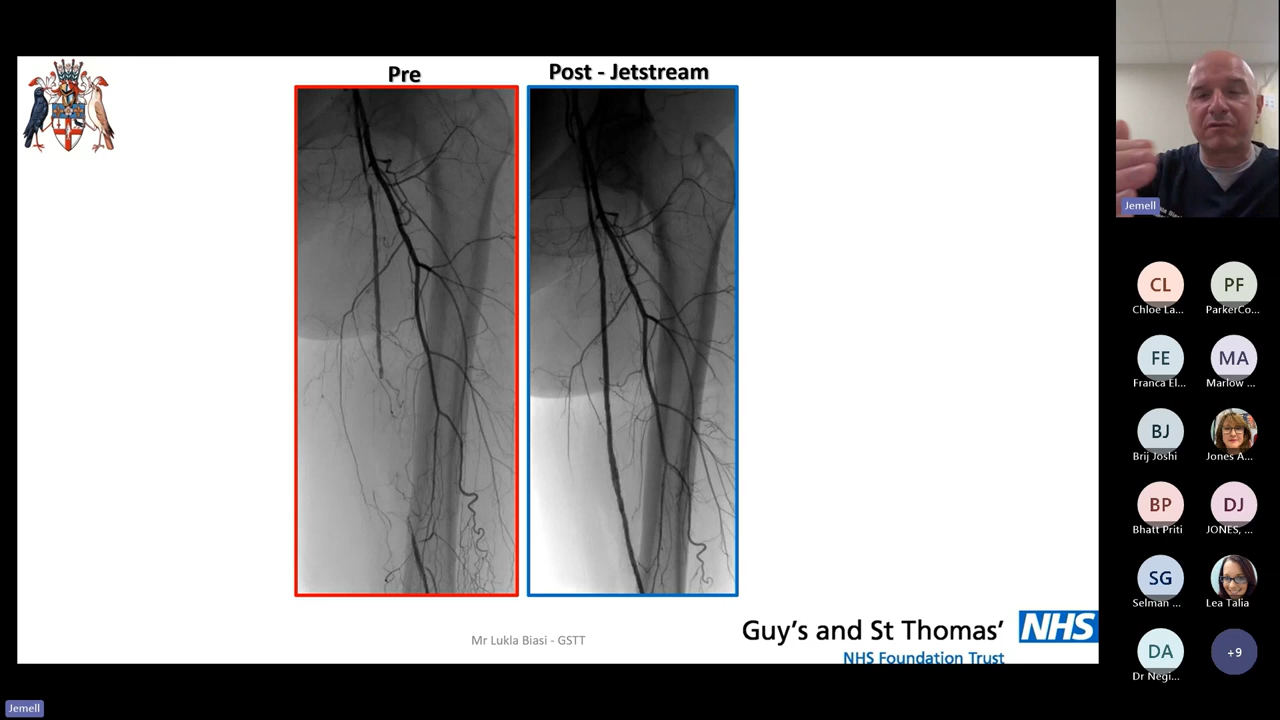 Pre
Post - Jetstream
Mr Lukla Biasi - GSTT
Guy's and St Thomas' NHS
NHS Foundation Trust
Jemell
CL
PF
Chloe La...
ParkerCo...
FE
MA
Franca El...
Marlow ...
BJ
Brij Joshi
Jones A...
BP
DJ
Bhatt Priti
JONES, ...
SG
Selman ...
Lea Talia
DA
+9
Dr Negi...
Jemell